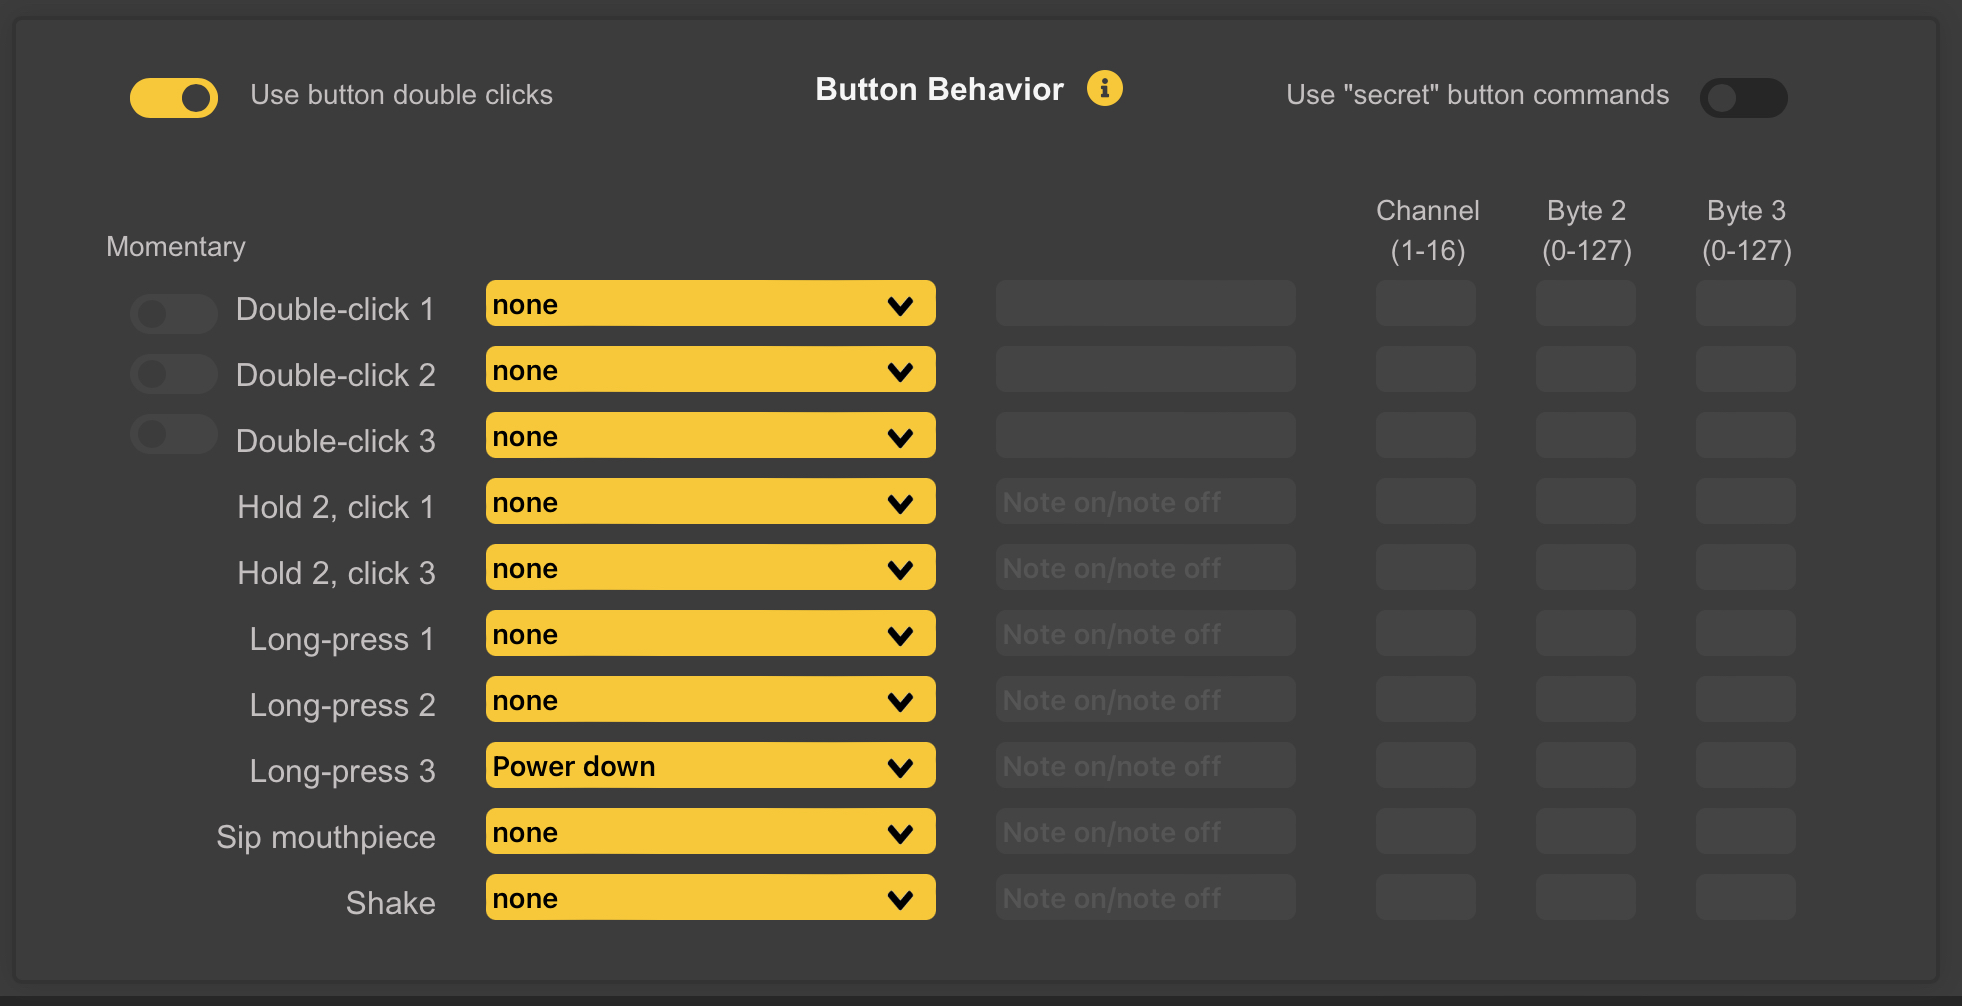 Use button double clicks
Button Behavior
Use "secret" button commands
Momentary
Channel
(1-16)
Byte 2
(0-127)
Byte 3
(0-127)
Double-click 1 none
Double-click 2 none
Double-click 3 none
Hold 2, click 1 none Note on/note off
Hold 2, click 3 none Note on/note off
Long-press 1 none Note on/note off
Long-press 2 none Note on/note off
Long-press 3 Power down Note on/note off
Sip mouthpiece none Note on/note off
Shake none Note on/note off